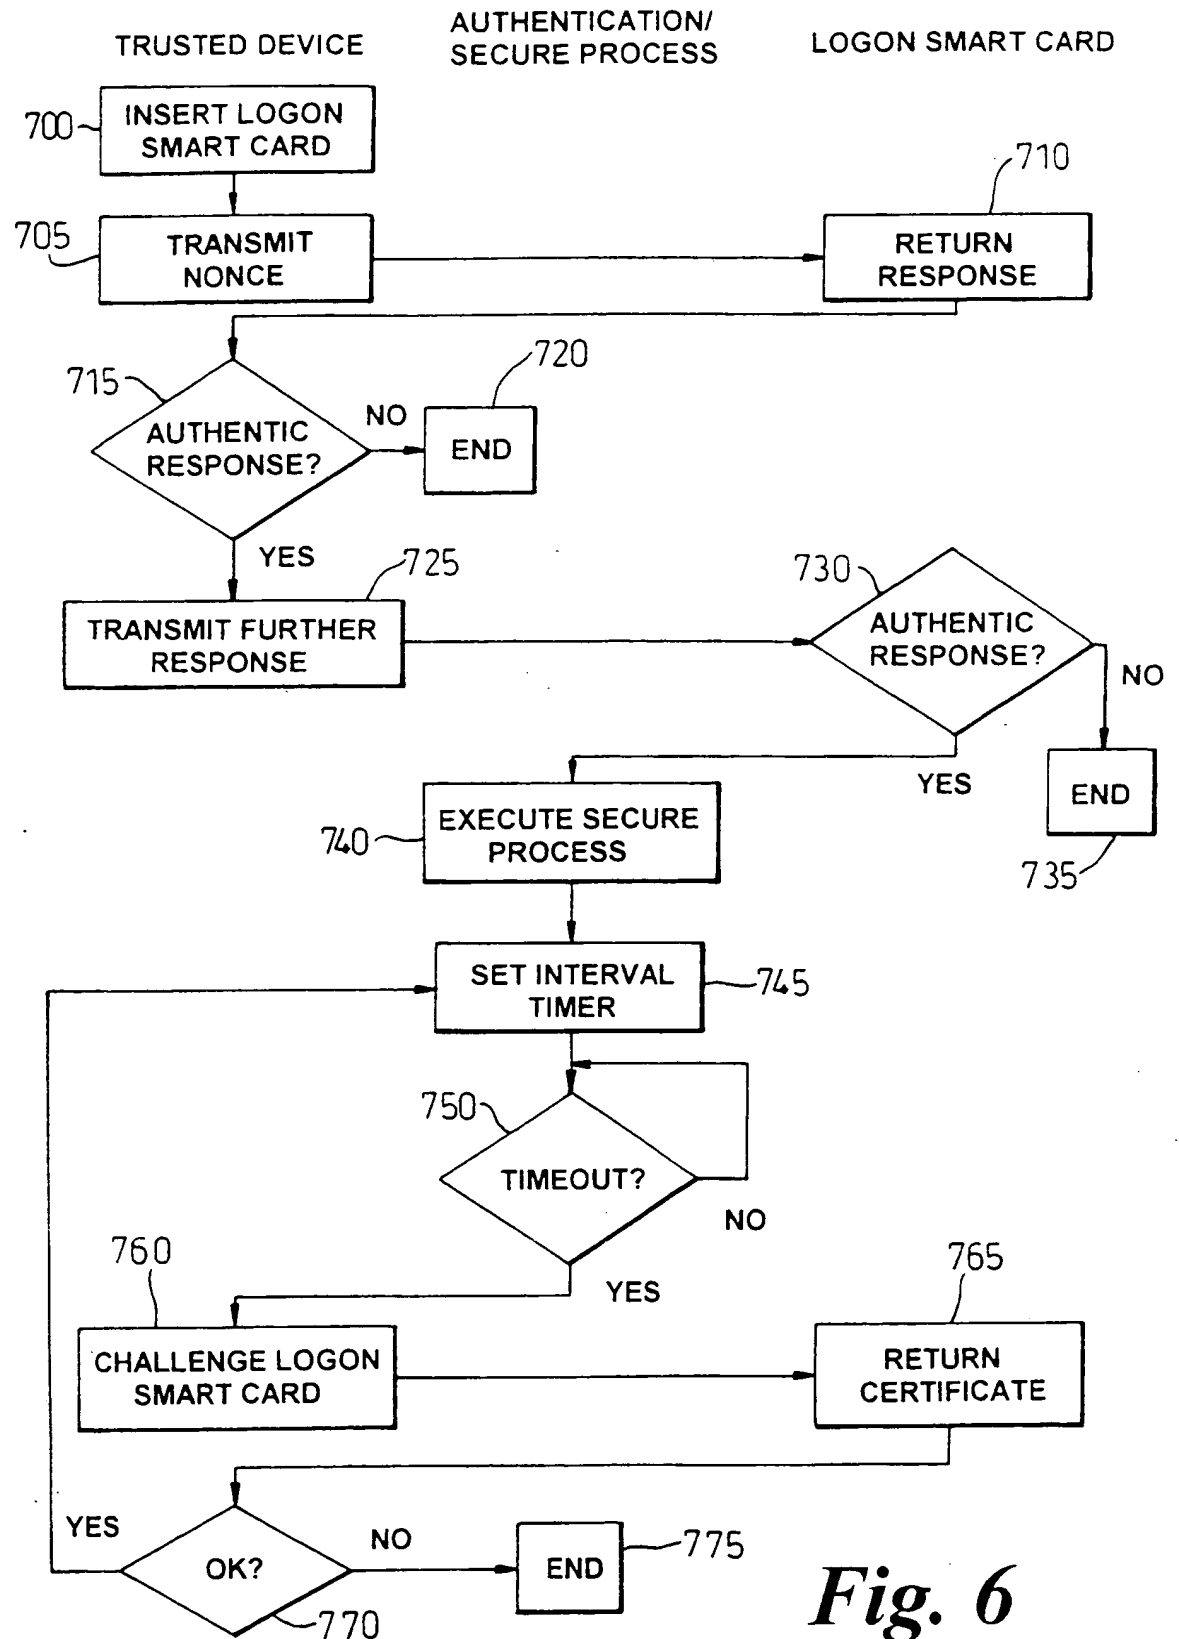 TRUSTED DEVICE
AUTHENTICATION/
SECURE PROCESS
LOGON SMART CARD
700
INSERT LOGON
SMART CARD
710
705
TRANSMIT
NONCE
RETURN
RESPONSE
715
AUTHENTIC
RESPONSE?
NO
720
END
YES
725
TRANSMIT FURTHER
RESPONSE
730
AUTHENTIC
RESPONSE?
NO
YES
END
735
740
EXECUTE SECURE
PROCESS
SET INTERVAL
TIMER
745
750
TIMEOUT?
NO
YES
760
CHALLENGE LOGON
SMART CARD
765
RETURN
CERTIFICATE
YES
OK?
NO
770
END
775
Fig. 6